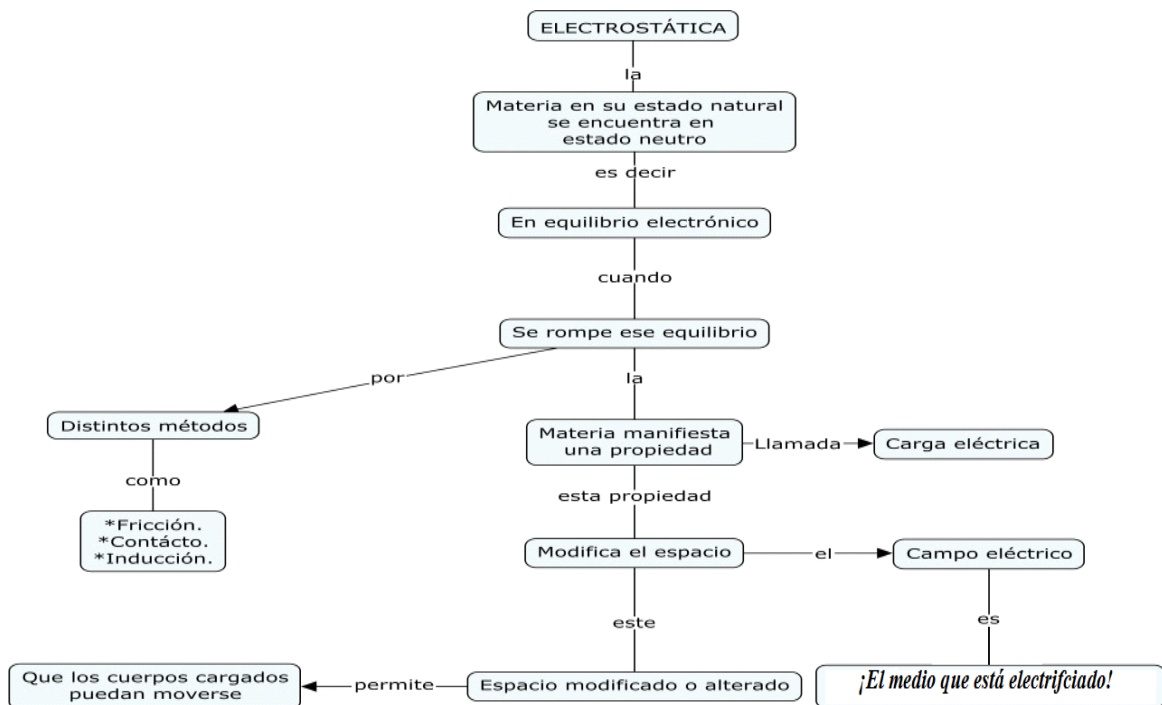 ELECTROSTÁTICA
la
Materia en su estado natural
se encuentra en
estado neutro
es decir
En equilibrio electrónico
cuando
Se rompe ese equilibrio
por
la
Distintos métodos
como
*Fricción.
*Contácto.
*Inducción.
Materia manifiesta
una propiedad
Llamada
Carga eléctrica
esta propiedad
Modifica el espacio
el
Campo eléctrico
este
es
Espacio modificado o alterado
permite
Que los cuerpos cargados
puedan moverse
¡El medio que está electrifciado!